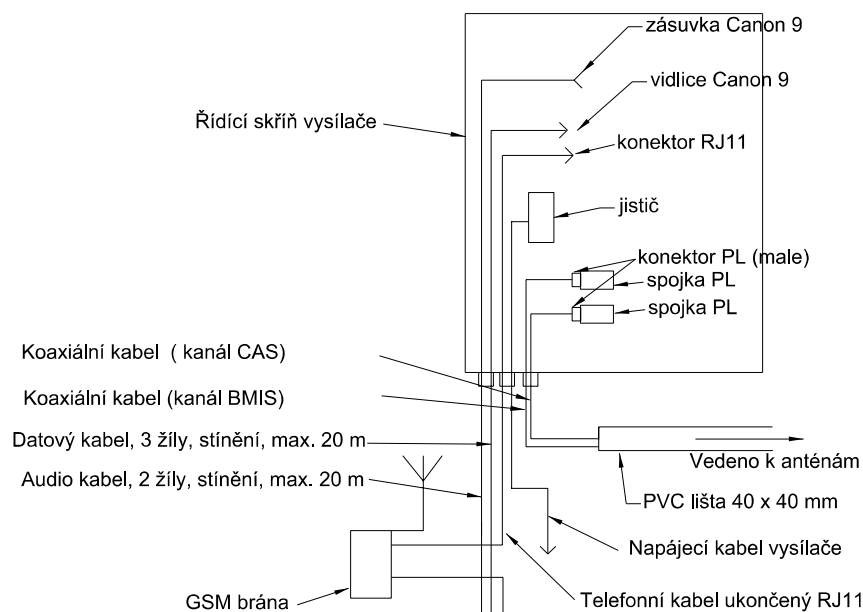 zásuvka Canon 9
vidlice Canon 9
Řídící skříň vysílače
konektor RJ11
jistič
konektor PL (male)
spojka PL
spojka PL
Koaxiální kabel ( kanál CAS)
Koaxiální kabel (kanál BMIS)
Datový kabel, 3 žíly, stínění, max. 20 m
Vedeno k anténám
Audio kabel, 2 žíly, stínění, max. 20 m
PVC lišta 40 x 40 mm
Napájecí kabel vysílače
GSM brána
Telefonní kabel ukončený RJ11